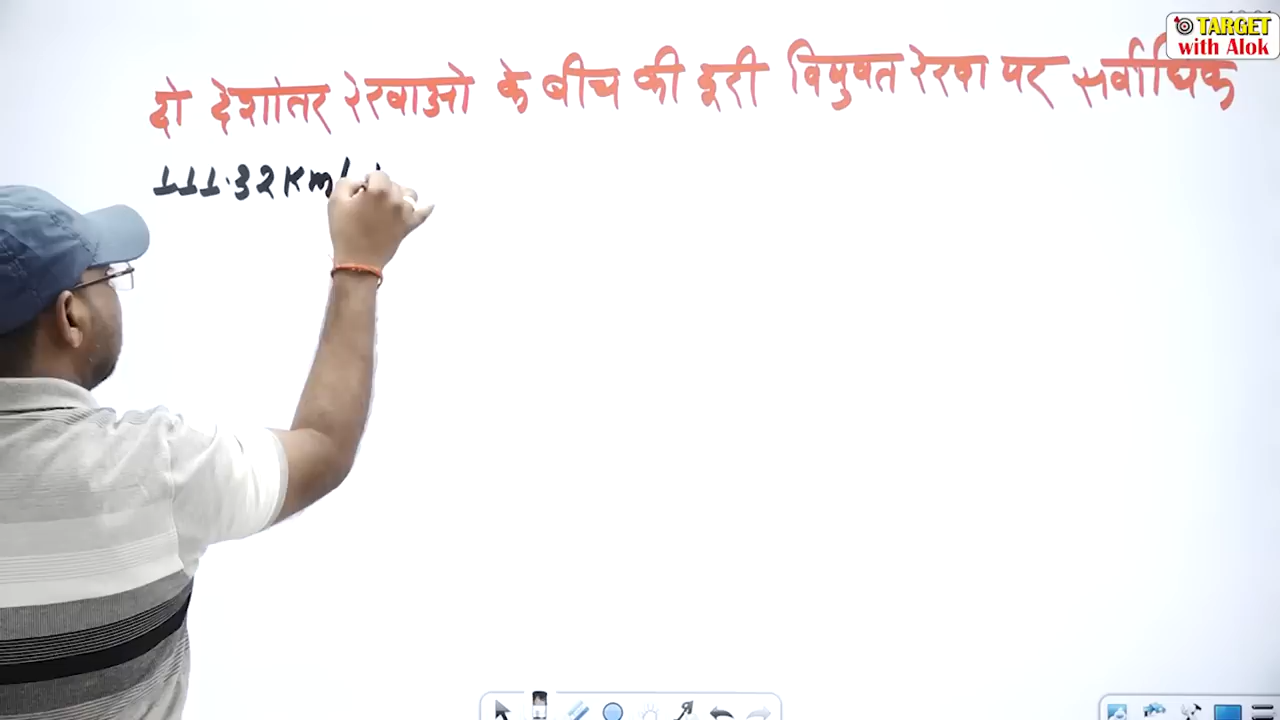 TARGET
with Alok
दो देशांतर रेखाओ के बीच की दूरी वियुवत रेखा पर सर्वाधिक
111.32 Km